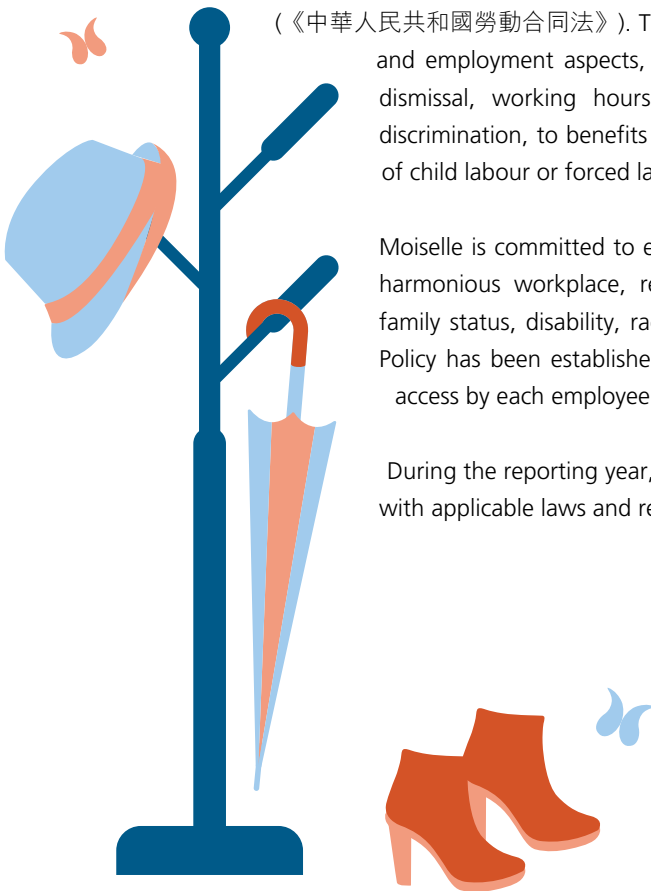 (《中華人民共和國勞動合同法》). T
and employment aspects,
dismissal, working hours
discrimination, to benefits
of child labour or forced la
Moiselle is committed to e
harmonious workplace, re
family status, disability, ra
Policy has been establishe
access by each employee
During the reporting year,
with applicable laws and re